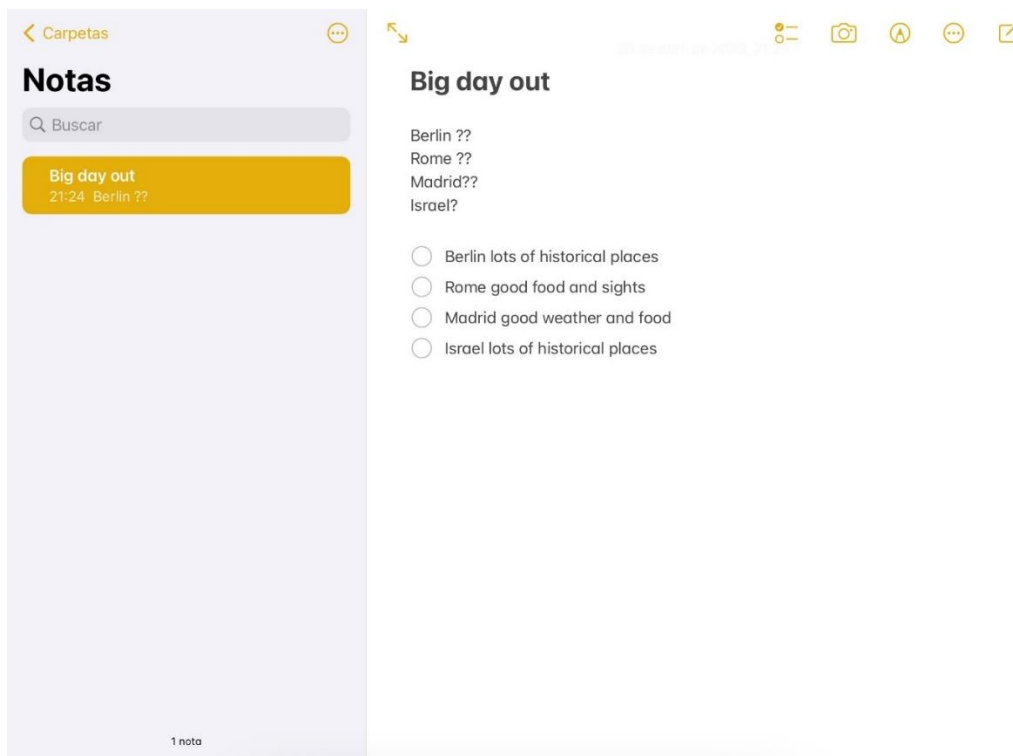 Carpetas
Notas
Buscar
Big day out
21:24 Berlin ??
1 nota
Big day out
Berlin ??
Rome ??
Madrid??
Israel?
Berlin lots of historical places
Rome good food and sights
Madrid good weather and food
Israel lots of historical places